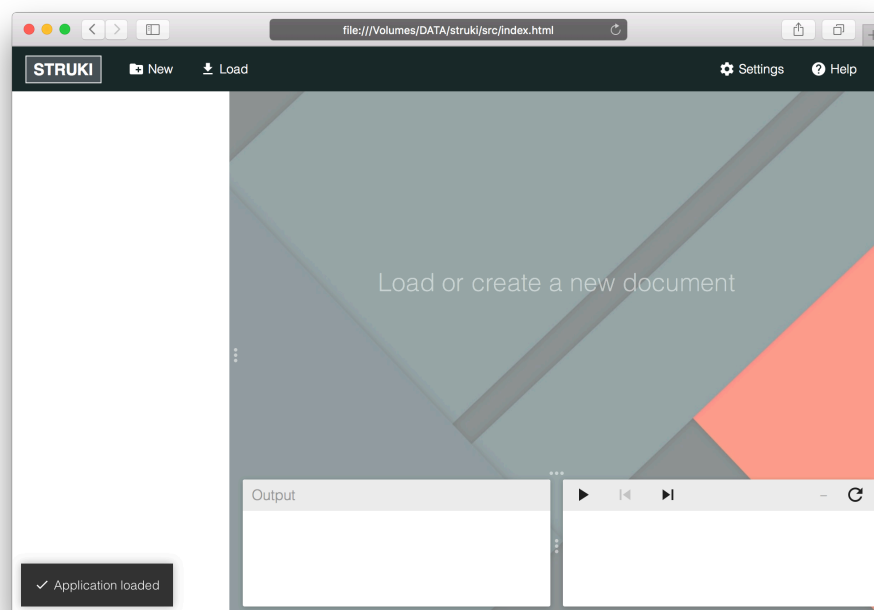 file:///Volumes/DATA/struki/src/index.html
STRUKI New Load Settings Help
Load or create a new document
Output
Application loaded